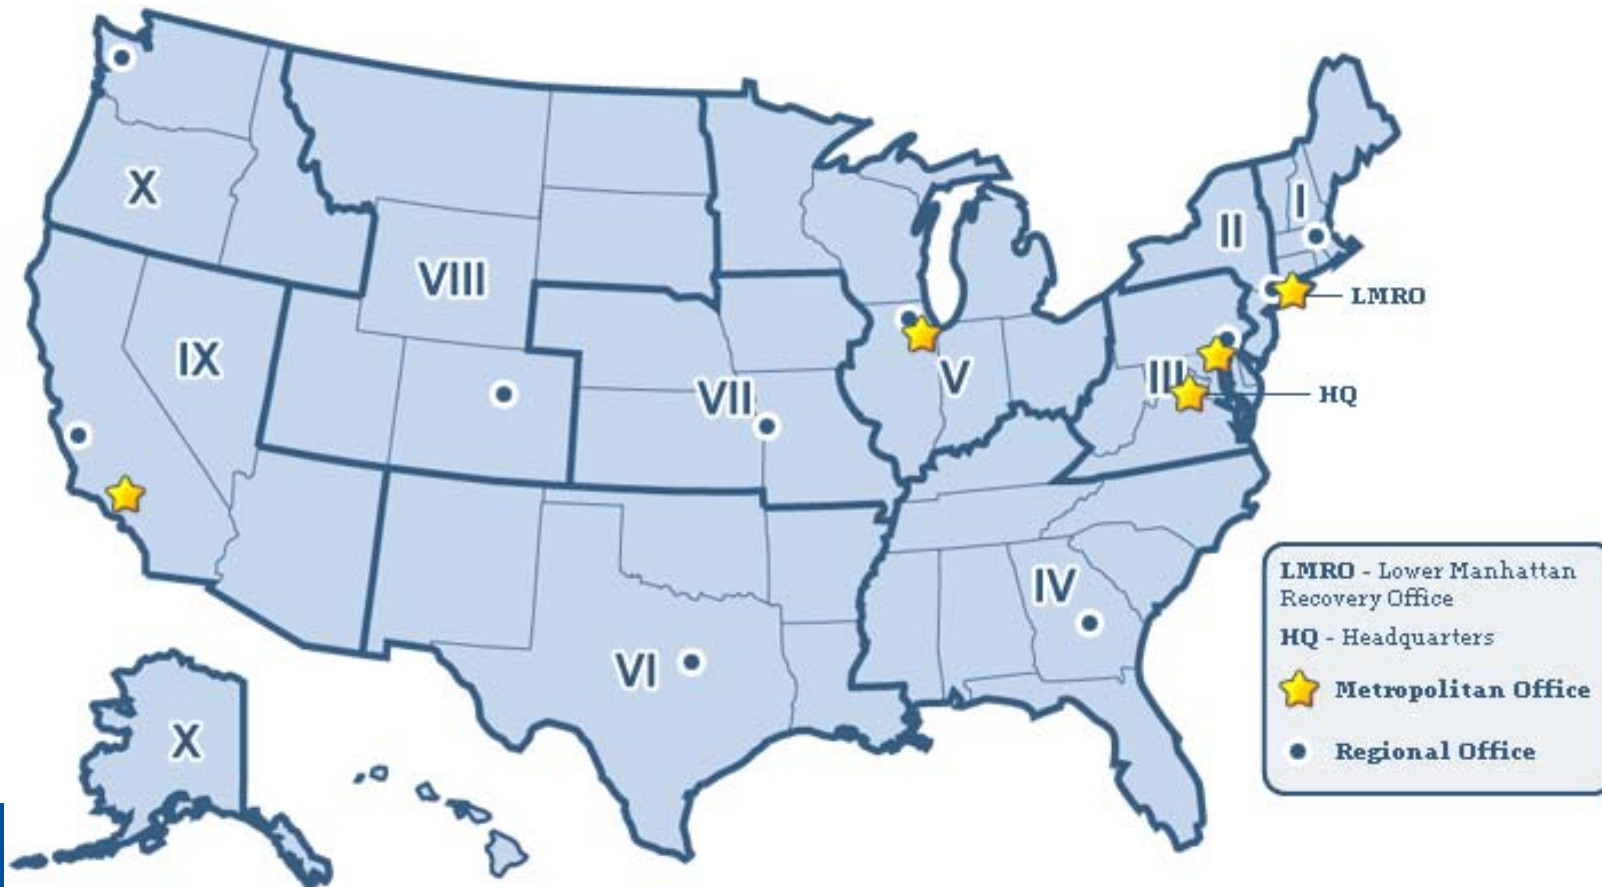 X
VIII
I
II
LMRO
IX
V
III
HQ
VII
IV
VI
X
LMRO - Lower Manhattan
Recovery Office
HQ - Headquarters
Metropolitan Office
Regional Office